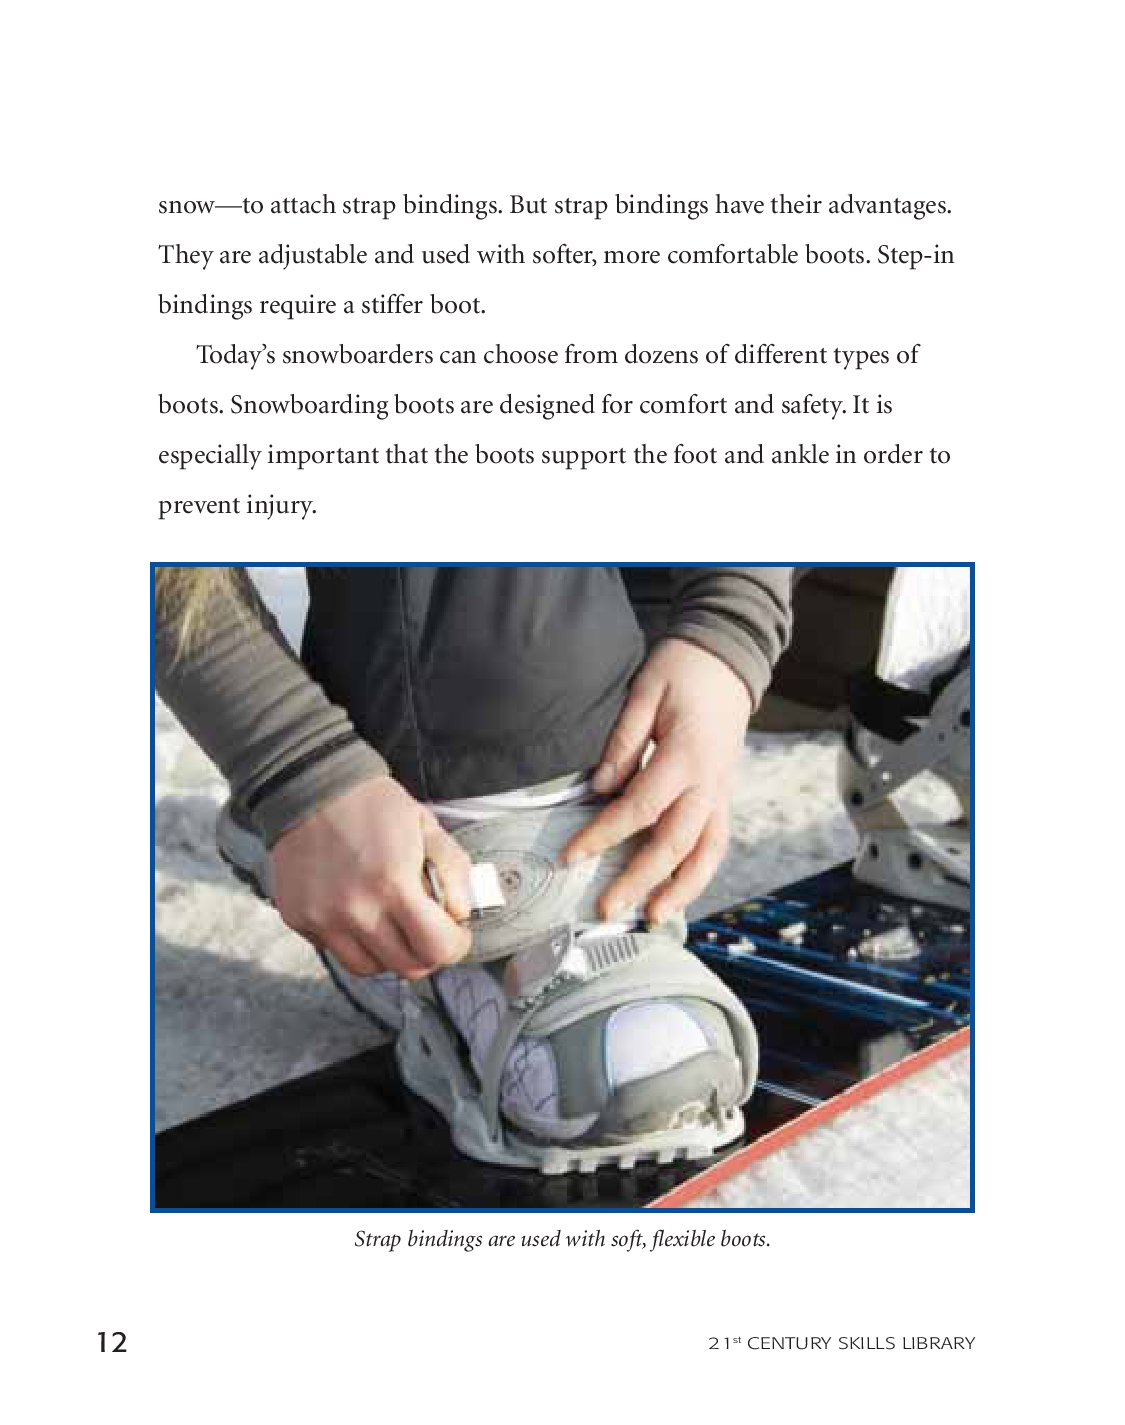 snow—to attach strap bindings. But strap bindings have their advantages.
They are adjustable and used with softer, more comfortable boots. Step-in
bindings require a stiffer boot.
Today’s snowboarders can choose from dozens of different types of
boots. Snowboarding boots are designed for comfort and safety. It is
especially important that the boots support the foot and ankle in order to
prevent injury.
Strap bindings are used with soft, flexible boots.
12
21st CENTURY SKILLS LIBRARY